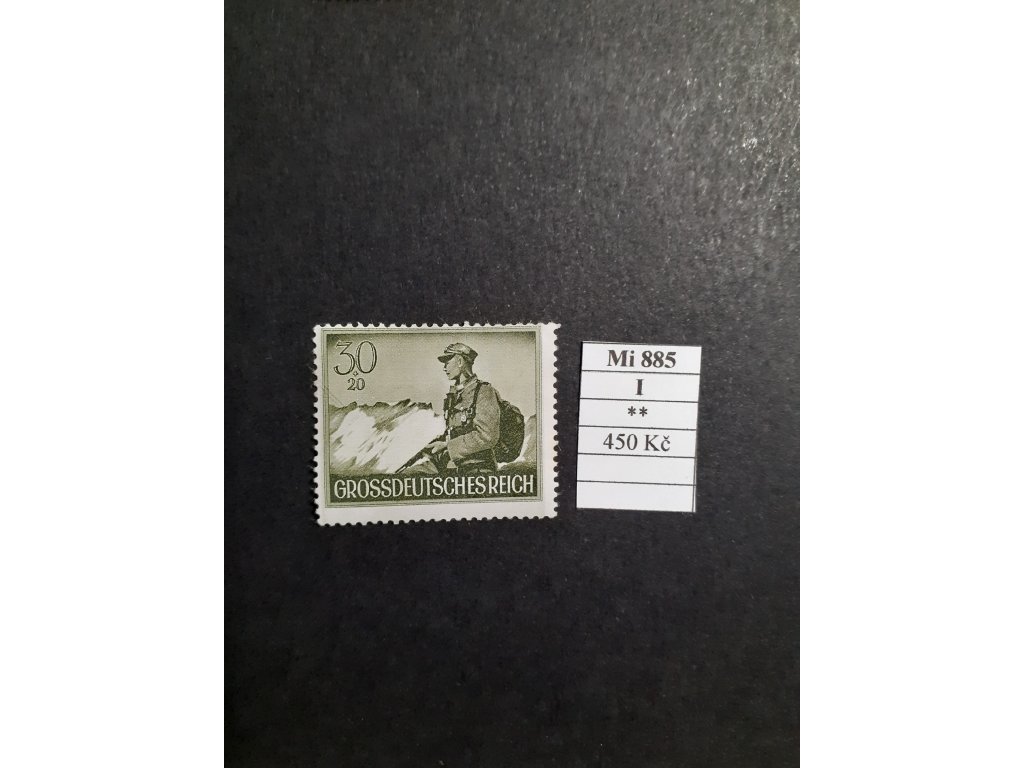 30
+
20
GROSSDEUTSCHES REICH
Mi 885
I
**
450 Kč